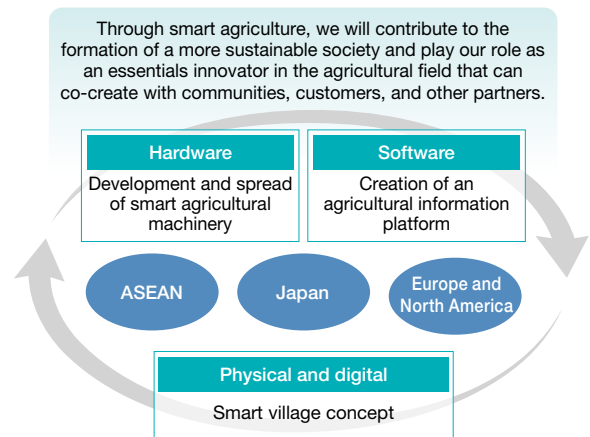 Through smart agriculture, we will contribute to the
formation of a more sustainable society and play our role as
an essentials innovator in the agricultural field that can
co-create with communities, customers, and other partners.
Hardware
Development and spread
of smart agricultural
machinery
Software
Creation of an
agricultural information
platform
ASEAN
Japan
Europe and
North America
Physical and digital
Smart village concept